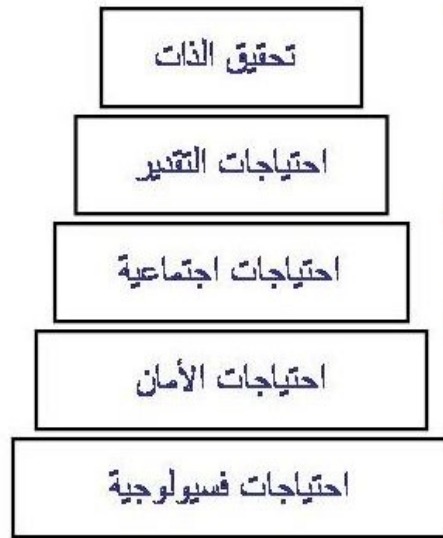 تحقيق الذات
احتياجات التقدير
احتياجات اجتماعية
احتياجات الأمان
احتياجات فسيولوجية